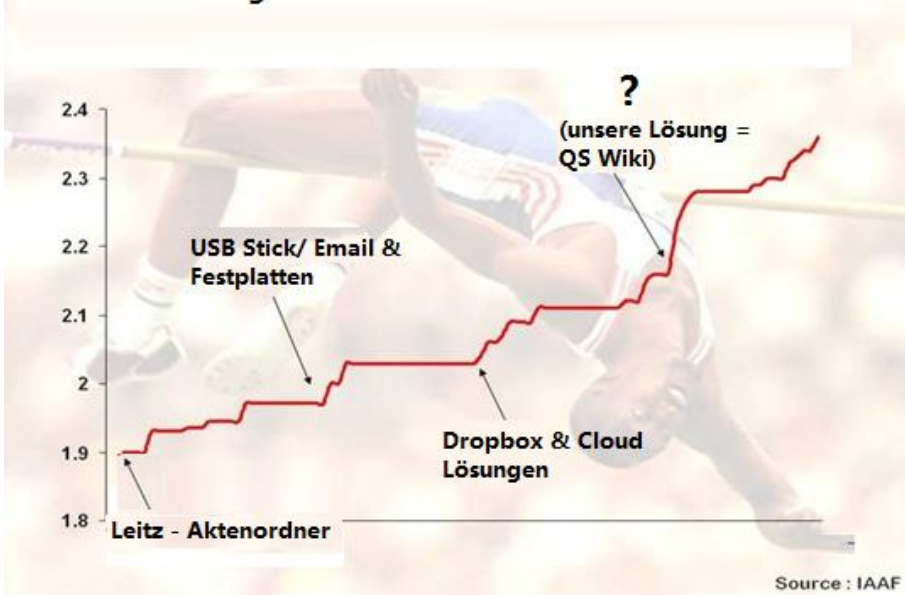 ?
(unsere Lösung =
QS Wiki)
2.4
2.3
2.2
2.1
2
1.9
1.8
USB Stick/ Email &
Festplatten
Dropbox & Cloud
Lösungen
Leitz - Aktenordner
Source : IAAF